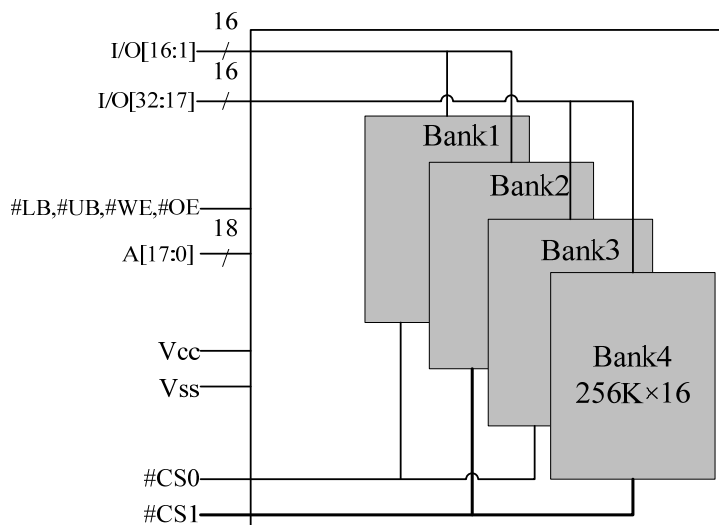 16
I/O[16:1]
16
I/O[32:17]
Bank1
Bank2
#LB,#UB,#WE,#OE
18
A[17:0]
Bank3
Vcc
Bank4
Vss
256K×16
#CS0
#CS1